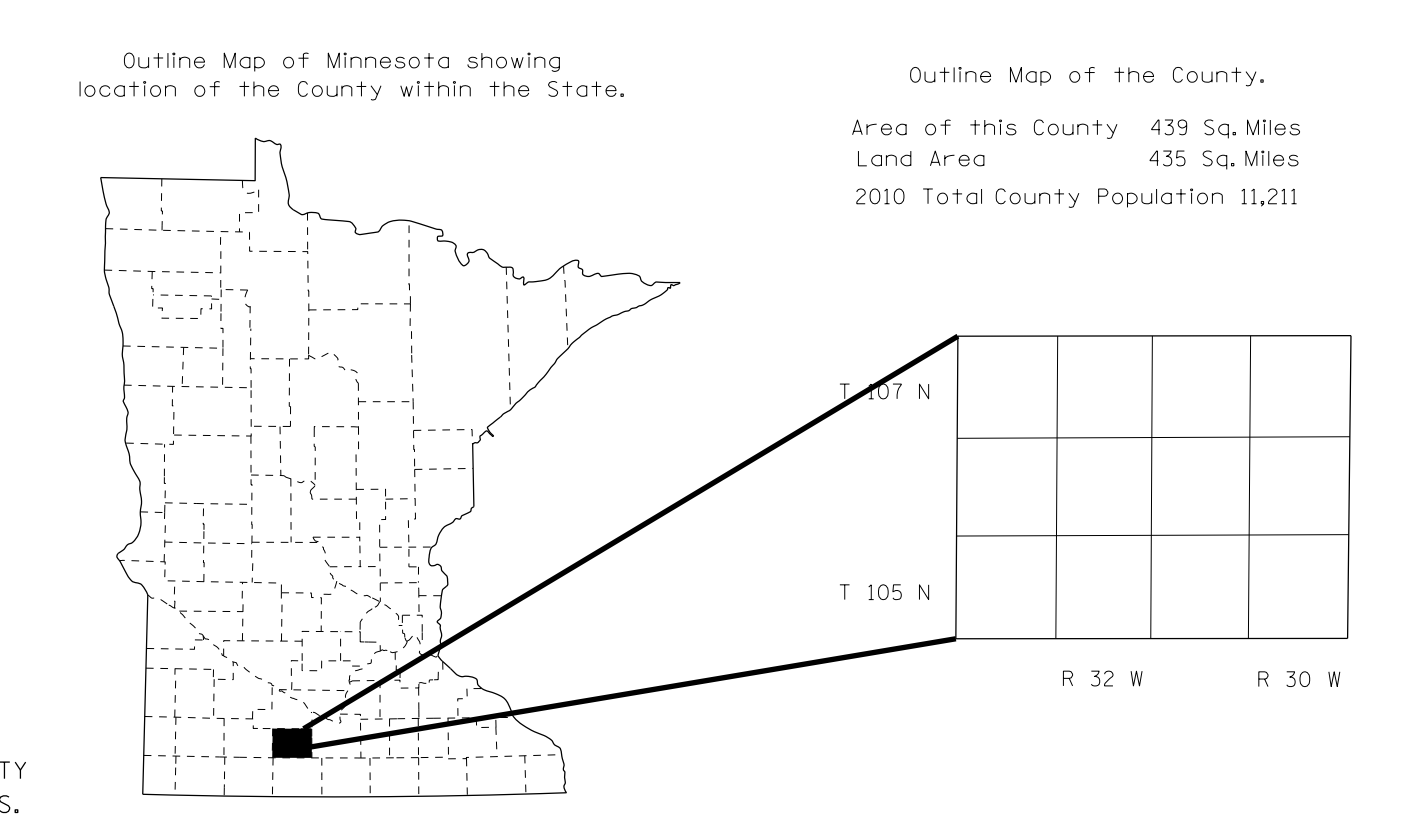 Outline Map of Minnesota showing
location of the County within the State.
Outline Map of the County.
Area of this County 439 Sq. Miles
Land Area 435 Sq. Miles
2010 Total County Population 11,211
T 107 N
T 105 N
R 32 W R 30 W
TY
S.